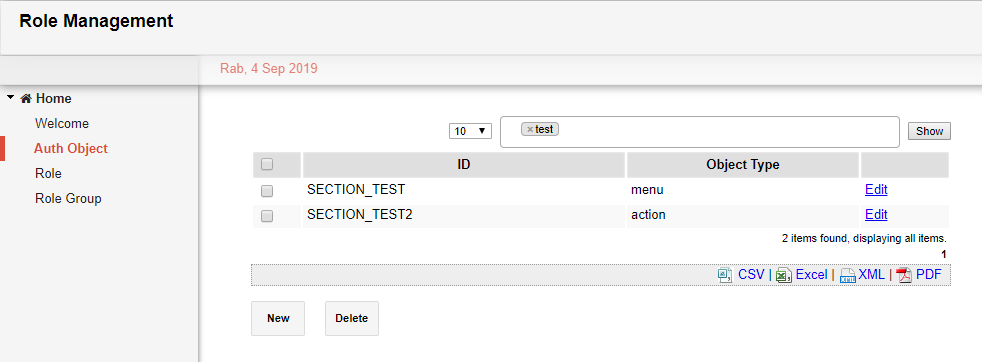 Role Management
Rab, 4 Sep 2019
Home
Welcome
Auth Object
Role
Role Group
10 ×test Show
ID Object Type
SECTION_TEST menu Edit
SECTION_TEST2 action Edit
2 items found, displaying all items.
1
CSV | Excel | XML | PDF
New Delete